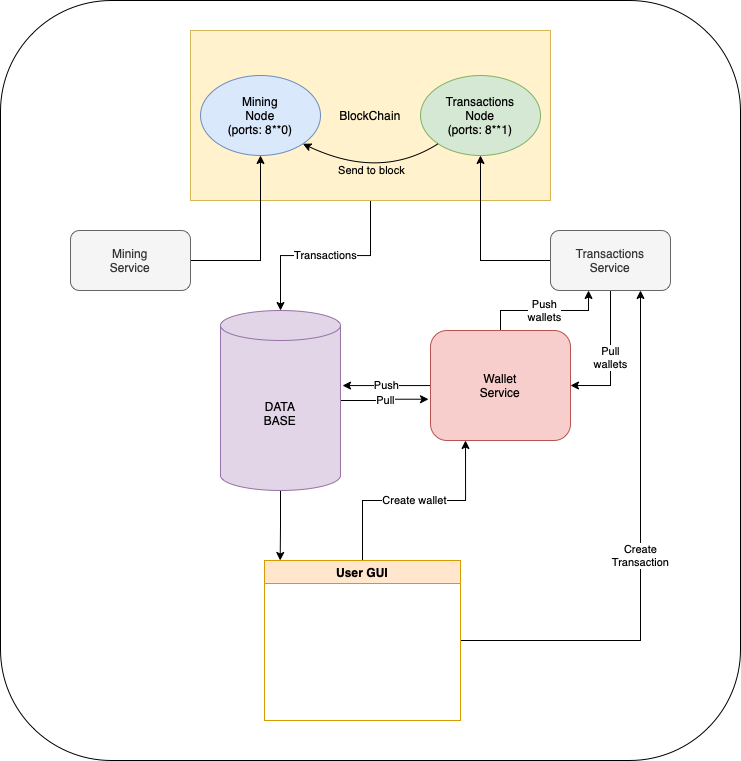 Mining
Node
(ports: 8**0)
BlockChain
Transactions
Node
(ports: 8**1)
Send to block
Mining
Service
Transactions
Service
Transactions
Push
wallets
Pull
wallets
DATA
BASE
Push
Pull
Wallet
Service
Create wallet
Create
Transaction
User GUI